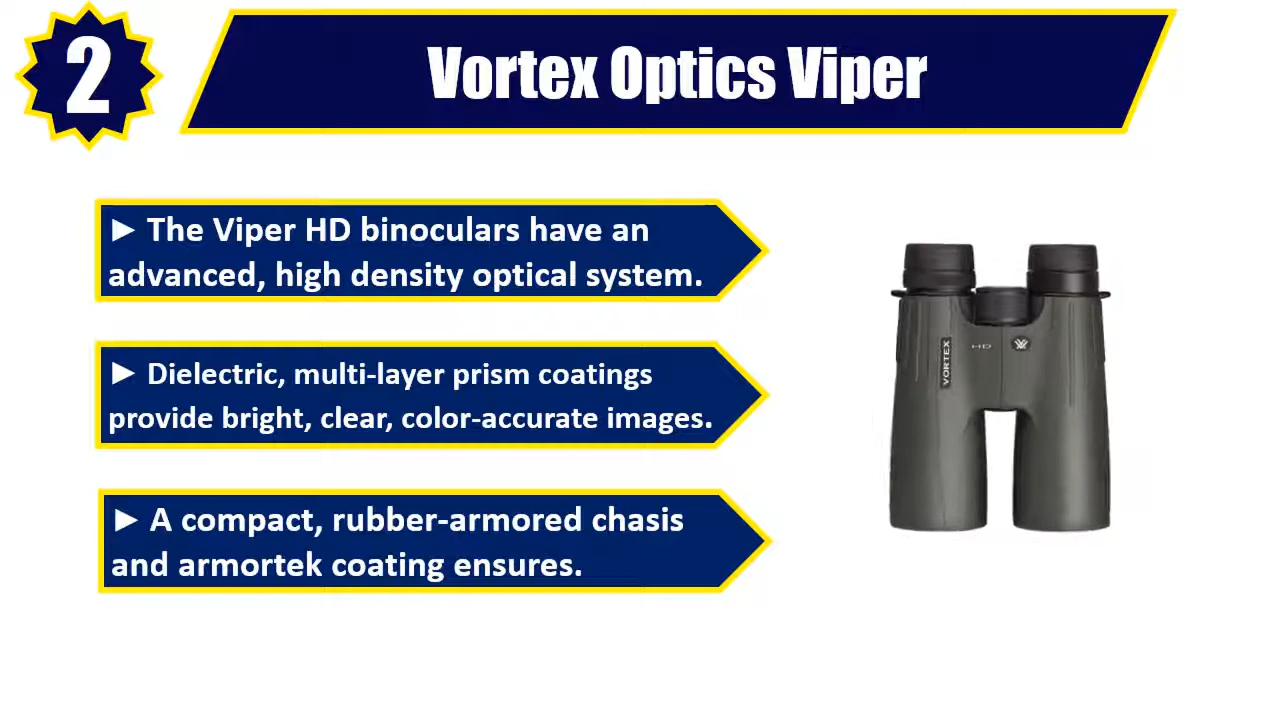 2
Vortex Optics Viper
► The Viper HD binoculars have an
advanced, high density optical system.
► Dielectric, multi-layer prism coatings
provide bright, clear, color-accurate images.
► A compact, rubber-armored chasis
and armortek coating ensures.
VORTEX
HD